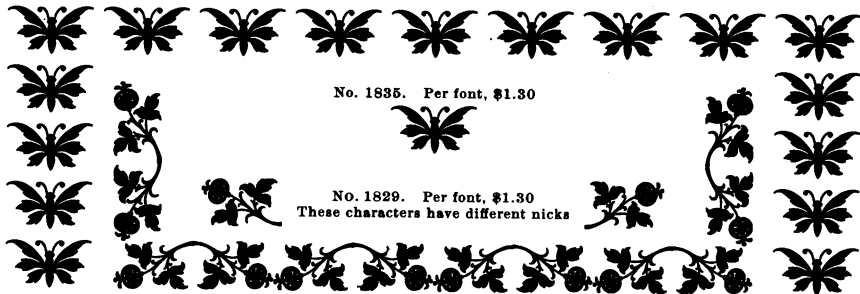 No. 1835. Per font, $1.30
No. 1829. Per font, $1.30
These characters have different nicks